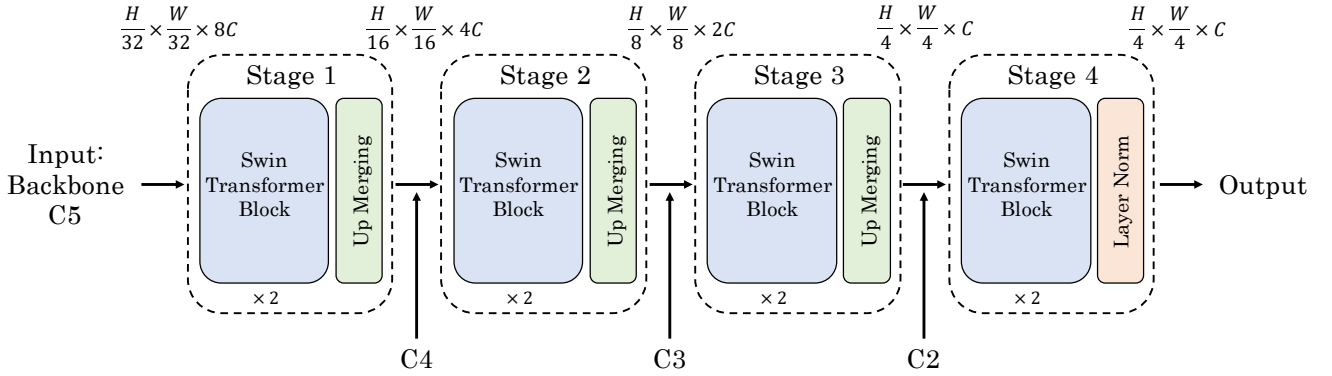 H/32 × W/32 × 8C
H/16 × W/16 × 4C
H/8 × W/8 × 2C
H/4 × W/4 × C
H/4 × W/4 × C
Stage 1
Stage 2
Stage 3
Stage 4
Input:
Backbone
C5
Swin
Transformer
Block
Up Merging
Swin
Transformer
Block
Up Merging
Swin
Transformer
Block
Up Merging
Swin
Transformer
Block
Layer Norm
Output
× 2
× 2
× 2
× 2
C4
C3
C2